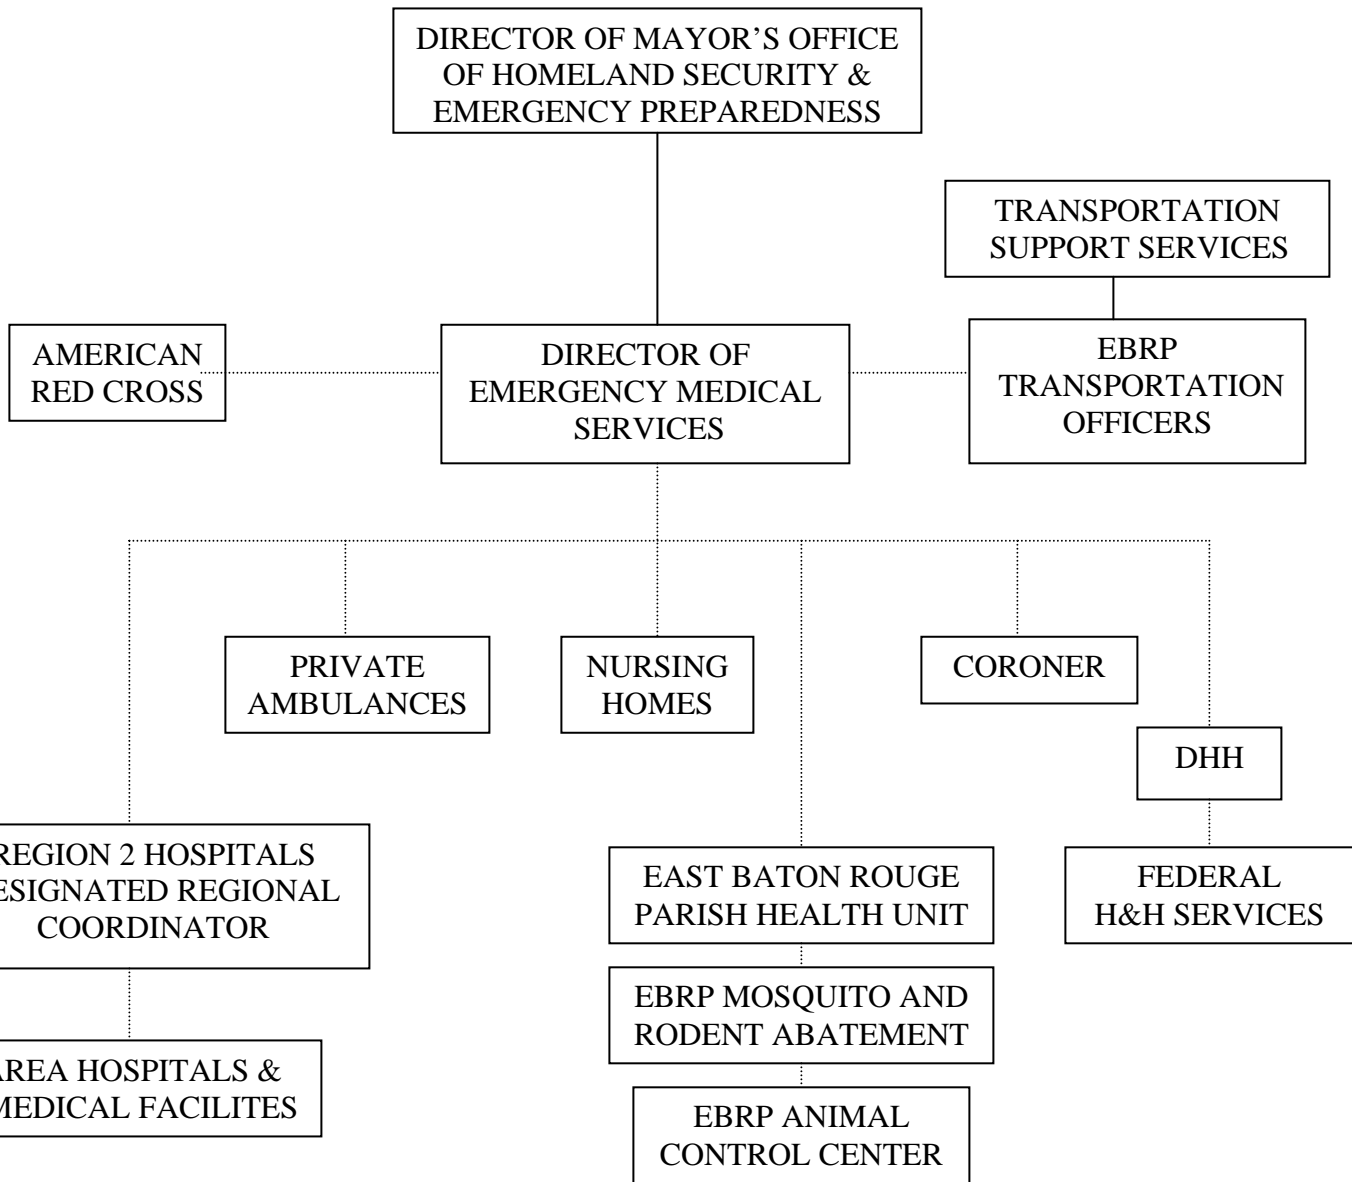 DIRECTOR OF MAYOR’S OFFICE
OF HOMELAND SECURITY &
EMERGENCY PREPAREDNESS
TRANSPORTATION
SUPPORT SERVICES
AMERICAN
RED CROSS
DIRECTOR OF
EMERGENCY MEDICAL
SERVICES
EBRP
TRANSPORTATION
OFFICERS
PRIVATE
AMBULANCES
NURSING
HOMES
CORONER
DHH
REGION 2 HOSPITALS
ESIGNATED REGIONAL
COORDINATOR
EAST BATON ROUGE
PARISH HEALTH UNIT
FEDERAL
H&H SERVICES
EBRP MOSQUITO AND
RODENT ABATEMENT
AREA HOSPITALS &
MEDICAL FACILITES
EBRP ANIMAL
CONTROL CENTER